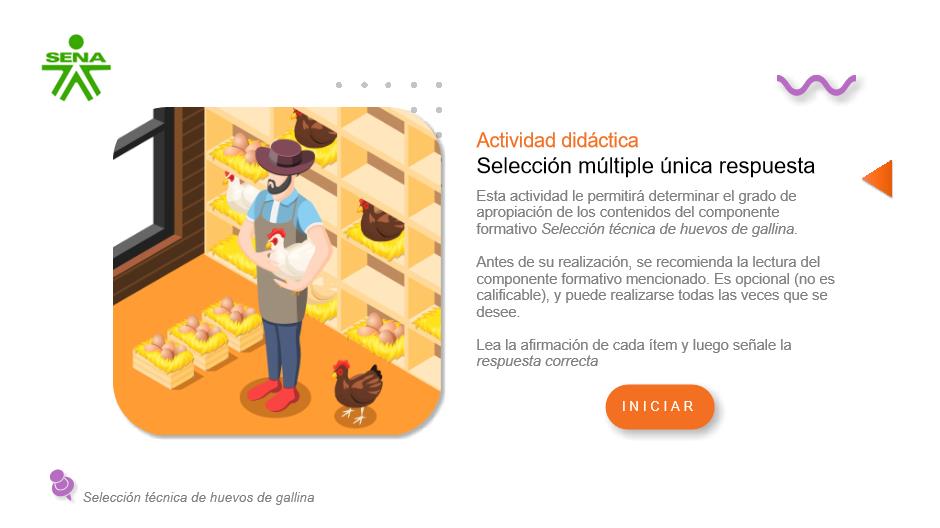 SENA
Actividad didáctica
Selección múltiple única respuesta
Esta actividad le permitirá determinar el grado de
apropiación de los contenidos del componente
formativo Selección técnica de huevos de gallina.
Antes de su realización, se recomienda la lectura del
componente formativo mencionado. Es opcional (no es
calificable), y puede realizarse todas las veces que se
desee.
Lea la afirmación de cada ítem y luego señale la
respuesta correcta
INICIAR
Selección técnica de huevos de gallina